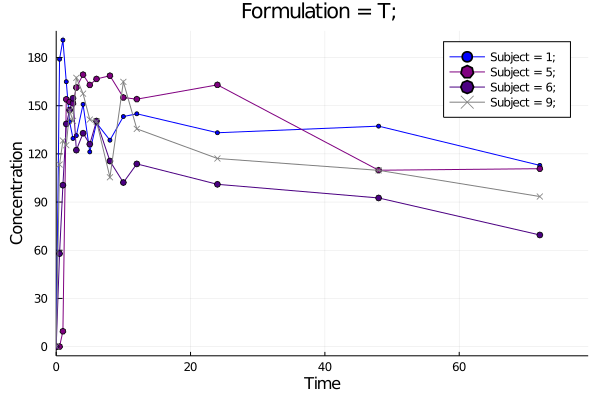 Formulation = T;
Subject = 1;
Subject = 5;
Subject = 6;
Subject = 9;
Concentration
180
150
120
90
60
30
0
0 20 40 60
Time